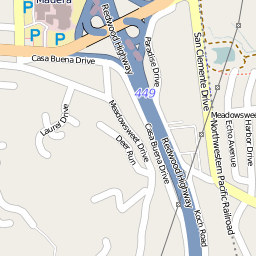 Madera
P
P
P
Redwood Highway
Paradise Drive
San Clemente Drive
Casa Buena Drive
449
Meadowsweet Drive
Laurel Drive
Deer Run
Casa Buena Drive
Redwood Highway
Northwestern Pacific Railroad
Meadowsweet
Echo Avenue
Harbor Drive
Koch Road